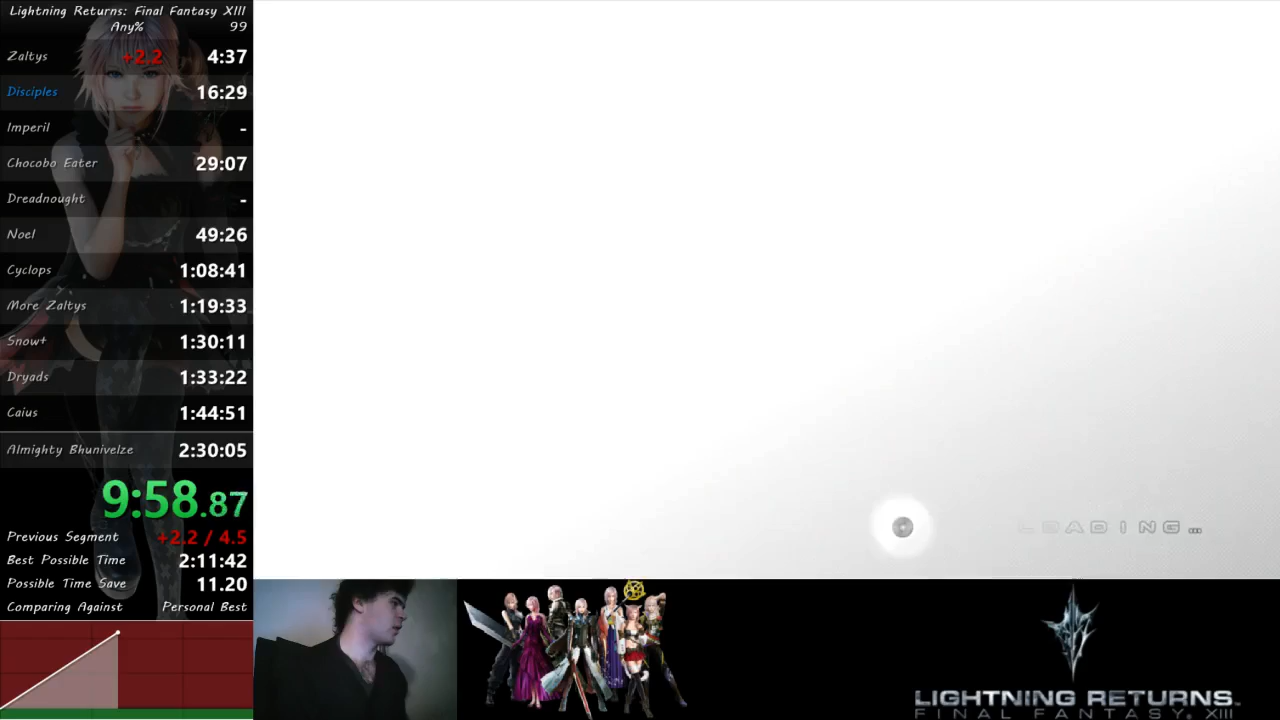 Lightning Returns: Final Fantasy XIII
Any% 99
Zaltys +2.2 4:37
Disciples 16:29
Imperil -
Chocobo Eater 29:07
Dreadnought -
Noel 49:26
Cyclops 1:08:41
More Zaltys 1:19:33
Snow+ 1:30:11
Dryads 1:33:22
Caius 1:44:51
Almighty Bhunivelze 2:30:05
9:58.87
Previous Segment +2.2 / 4.5
Best Possible Time 2:11:42
Possible Time Save 11.20
Comparing Against Personal Best
LOADING...
LIGHTNING RETURNS™
FINAL FANTASY XIII